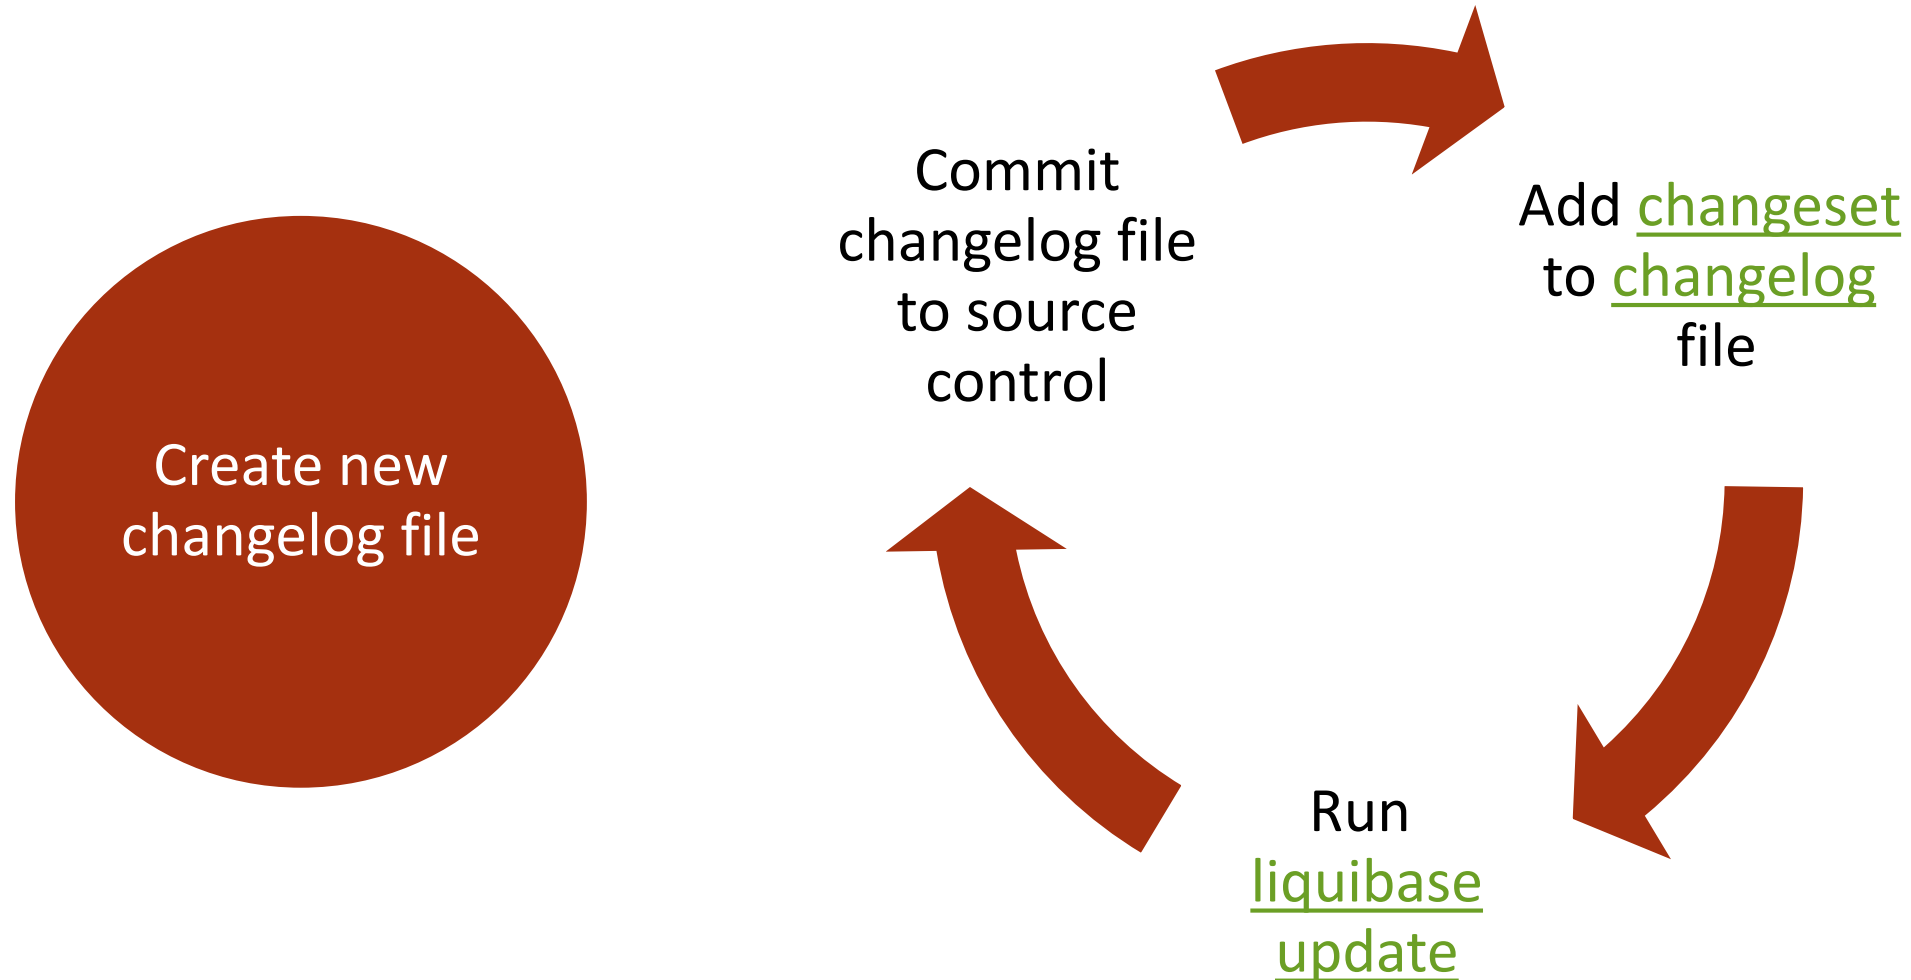 Create new
changelog file
Commit
changelog file
to source
control
Add changeset
to changelog
file
Run
liquibase
update